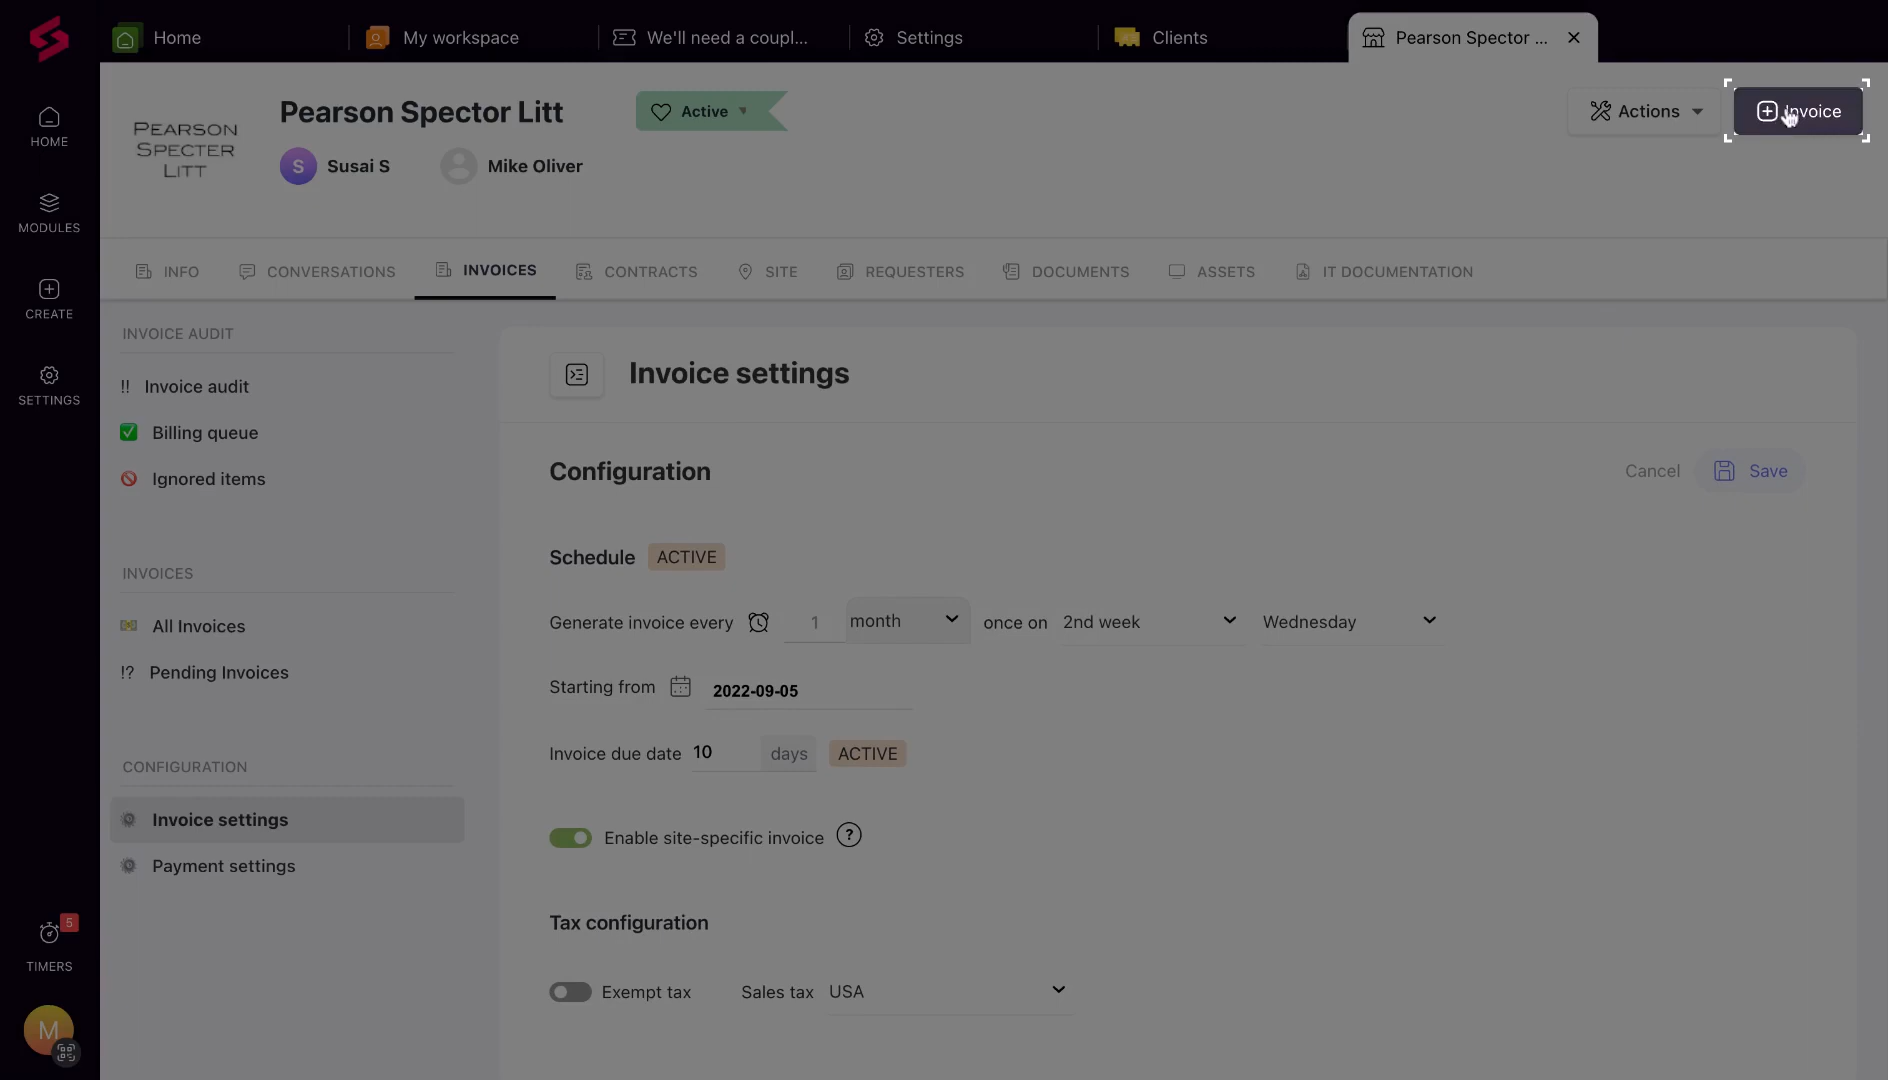 Home
My workspace
We'll need a coupl...
Settings
Clients
Pearson Spector ...
HOME
MODULES
CREATE
SETTINGS
5
TIMERS
M
PEARSON
SPECTER
LITT
Pearson Spector Litt
Active
S
Susai S
Mike Oliver
Actions
Invoice
INFO
CONVERSATIONS
INVOICES
CONTRACTS
SITE
REQUESTERS
DOCUMENTS
ASSETS
IT DOCUMENTATION
INVOICE AUDIT
!! Invoice audit
Billing queue
Ignored items
INVOICES
All Invoices
!? Pending Invoices
CONFIGURATION
Invoice settings
Payment settings
Invoice settings
Configuration
Cancel
Save
Schedule ACTIVE
Generate invoice every 1 month once on 2nd week Wednesday
Starting from 2022-09-05
Invoice due date 10 days ACTIVE
Enable site-specific invoice ?
Tax configuration
Exempt tax Sales tax USA